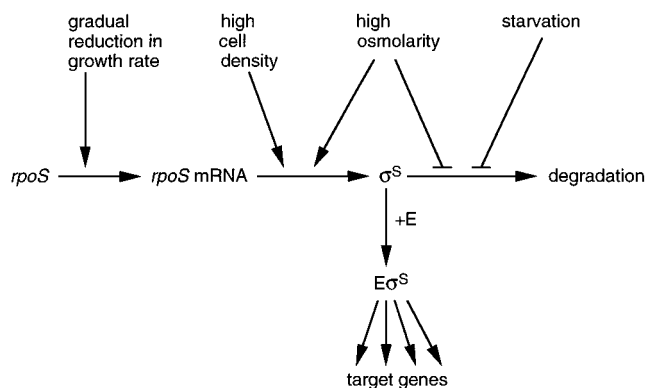 gradual
reduction in
growth rate
high
cell
density
high
osmolarity
starvation
rpoS
rpoS mRNA
σS
degradation
+E
EσS
target genes